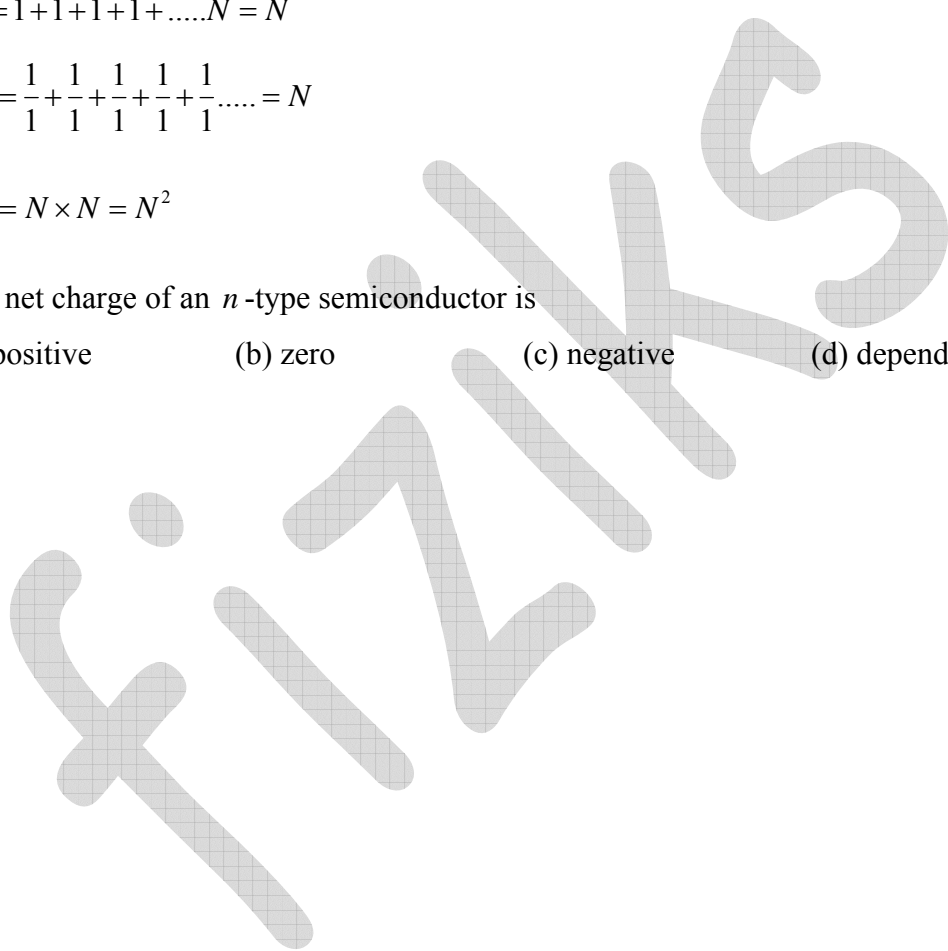 =1+1+1+1+.....N = N
= 1/1 + 1/1 + 1/1 + 1/1 + 1/1 ..... = N
= N × N = N²
net charge of an n-type semiconductor is
positive (b) zero (c) negative (d) depend
fiziks